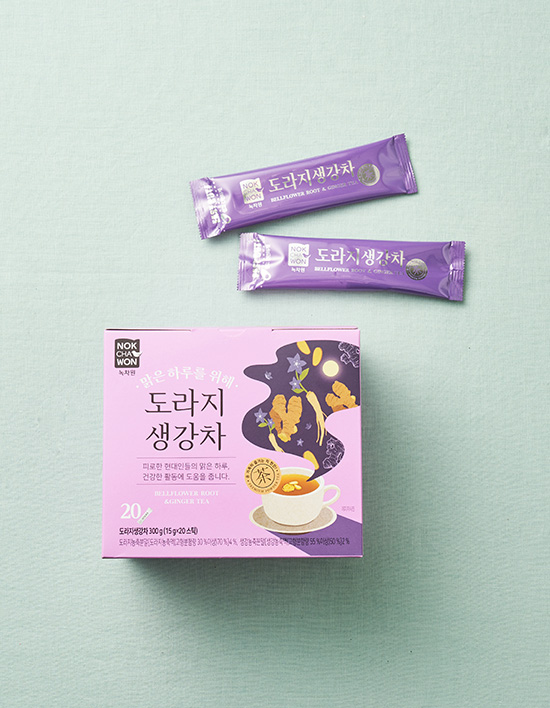 NOK
CHA
WON
녹차원
도라지생강차
BELLFLOWER ROOT & GINGER TEA
NOK
CHA
WON
녹차원
도라지생강차
BELLFLOWER ROOT & GINGER TEA
NOK
CHA
WON
녹차원
맑은 하루를 위해
도라지
생강차
피로한 현대인들의 맑은 하루,
건강한 활동에 도움을 줍니다.
BELLFLOWER ROOT
&GINGER TEA
茶
20
도라지생강차 300 g (15 g×20 스틱)